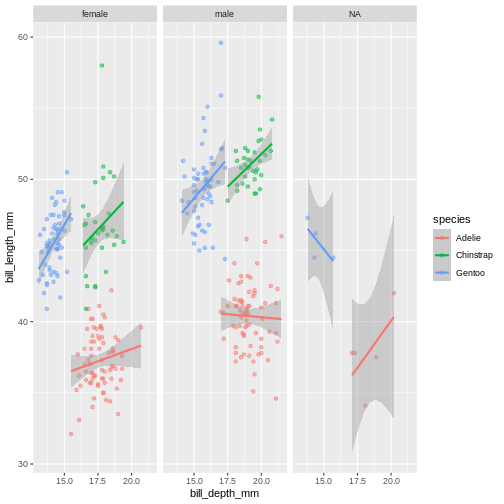 female male NA
60
50
40
30
bill_length_mm
15.0 17.5 20.0 15.0 17.5 20.0 15.0 17.5 20.0
bill_depth_mm
species
Adelie
Chinstrap
Gentoo